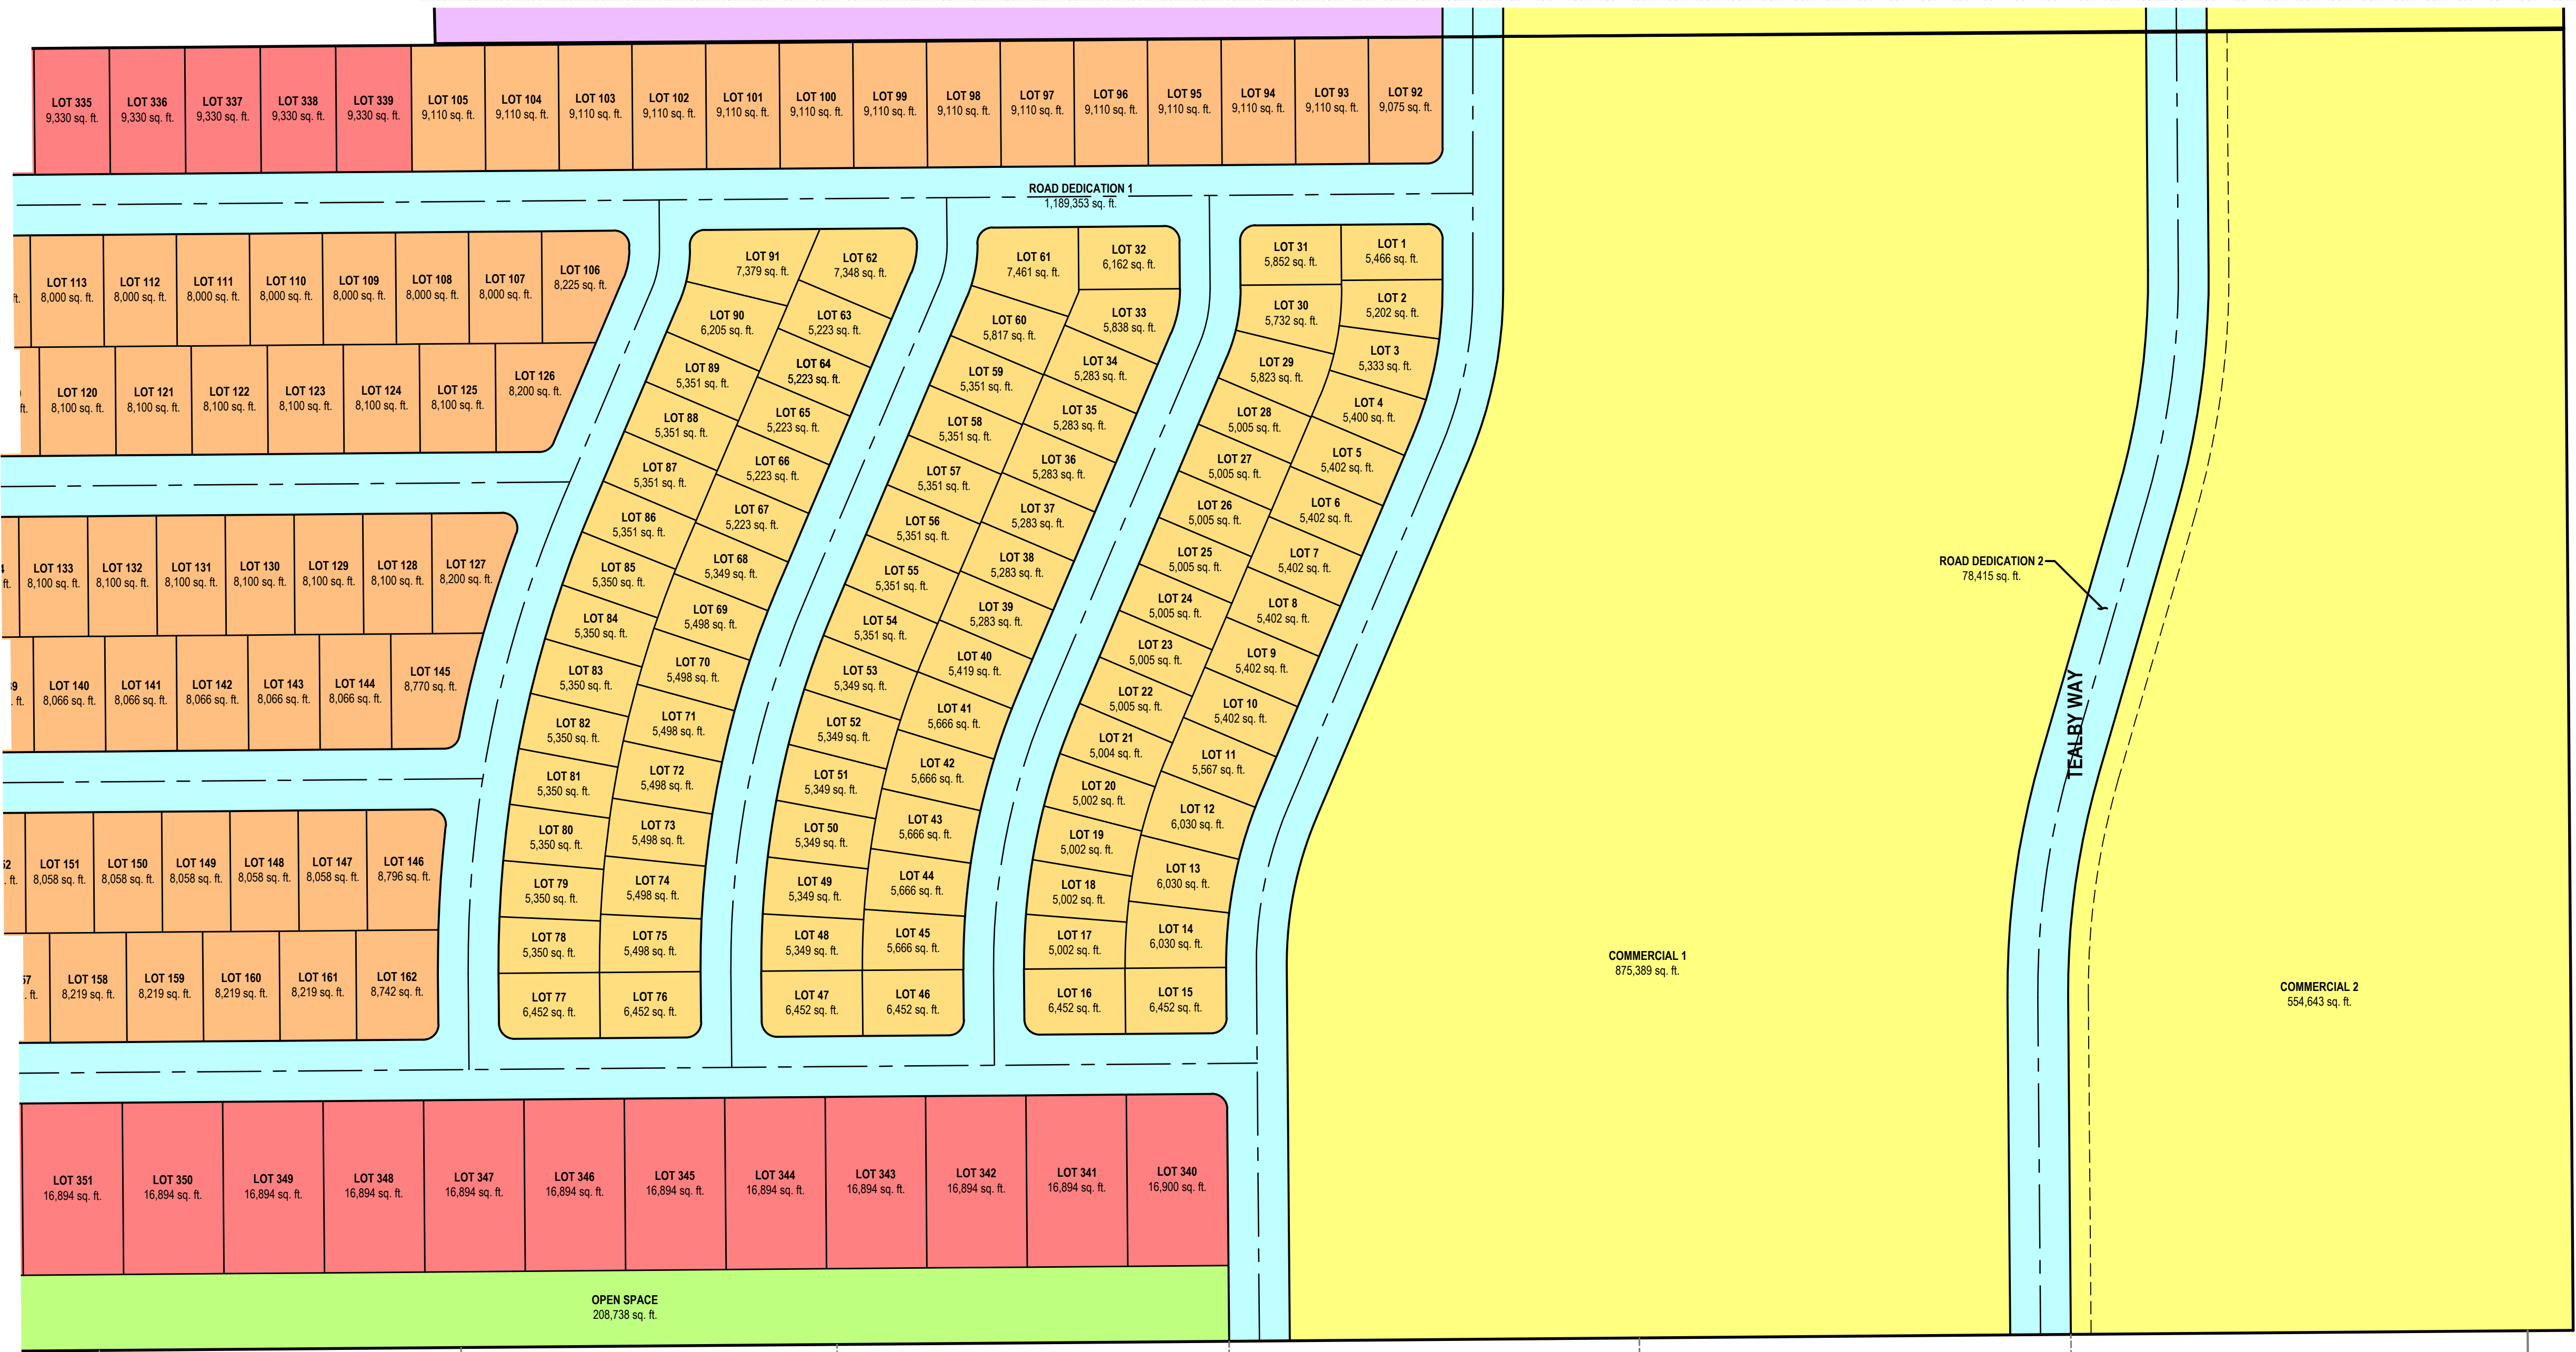 LOT 335
9,330 sq. ft.
LOT 336
9,330 sq. ft.
LOT 337
9,330 sq. ft.
LOT 338
9,330 sq. ft.
LOT 339
9,330 sq. ft.
LOT 105
9,110 sq. ft.
LOT 104
9,110 sq. ft.
LOT 103
9,110 sq. ft.
LOT 102
9,110 sq. ft.
LOT 101
9,110 sq. ft.
LOT 100
9,110 sq. ft.
LOT 99
9,110 sq. ft.
LOT 98
9,110 sq. ft.
LOT 97
9,110 sq. ft.
LOT 96
9,110 sq. ft.
LOT 95
9,110 sq. ft.
LOT 94
9,110 sq. ft.
LOT 93
9,110 sq. ft.
LOT 92
9,075 sq. ft.
ROAD DEDICATION 1
1,189,353 sq. ft.
ft.
LOT 113
8,000 sq. ft.
LOT 112
8,000 sq. ft.
LOT 111
8,000 sq. ft.
LOT 110
8,000 sq. ft.
LOT 109
8,000 sq. ft.
LOT 108
8,000 sq. ft.
LOT 107
8,000 sq. ft.
LOT 106
8,225 sq. ft.
ft.
LOT 120
8,100 sq. ft.
LOT 121
8,100 sq. ft.
LOT 122
8,100 sq. ft.
LOT 123
8,100 sq. ft.
LOT 124
8,100 sq. ft.
LOT 125
8,100 sq. ft.
LOT 126
8,200 sq. ft.
4
ft.
LOT 133
8,100 sq. ft.
LOT 132
8,100 sq. ft.
LOT 131
8,100 sq. ft.
LOT 130
8,100 sq. ft.
LOT 129
8,100 sq. ft.
LOT 128
8,100 sq. ft.
LOT 127
8,200 sq. ft.
39
. ft.
LOT 140
8,066 sq. ft.
LOT 141
8,066 sq. ft.
LOT 142
8,066 sq. ft.
LOT 143
8,066 sq. ft.
LOT 144
8,066 sq. ft.
LOT 145
8,770 sq. ft.
52
. ft.
LOT 151
8,058 sq. ft.
LOT 150
8,058 sq. ft.
LOT 149
8,058 sq. ft.
LOT 148
8,058 sq. ft.
LOT 147
8,058 sq. ft.
LOT 146
8,796 sq. ft.
57
. ft.
LOT 158
8,219 sq. ft.
LOT 159
8,219 sq. ft.
LOT 160
8,219 sq. ft.
LOT 161
8,219 sq. ft.
LOT 162
8,742 sq. ft.
LOT 91
7,379 sq. ft.
LOT 90
6,205 sq. ft.
LOT 89
5,351 sq. ft.
LOT 88
5,351 sq. ft.
LOT 87
5,351 sq. ft.
LOT 86
5,351 sq. ft.
LOT 85
5,350 sq. ft.
LOT 84
5,350 sq. ft.
LOT 83
5,350 sq. ft.
LOT 82
5,350 sq. ft.
LOT 81
5,350 sq. ft.
LOT 80
5,350 sq. ft.
LOT 79
5,350 sq. ft.
LOT 78
5,350 sq. ft.
LOT 77
6,452 sq. ft.
LOT 62
7,348 sq. ft.
LOT 63
5,223 sq. ft.
LOT 64
5,223 sq. ft.
LOT 65
5,223 sq. ft.
LOT 66
5,223 sq. ft.
LOT 67
5,223 sq. ft.
LOT 68
5,349 sq. ft.
LOT 69
5,498 sq. ft.
LOT 70
5,498 sq. ft.
LOT 71
5,498 sq. ft.
LOT 72
5,498 sq. ft.
LOT 73
5,498 sq. ft.
LOT 74
5,498 sq. ft.
LOT 75
5,498 sq. ft.
LOT 76
6,452 sq. ft.
LOT 61
7,461 sq. ft.
LOT 60
5,817 sq. ft.
LOT 59
5,351 sq. ft.
LOT 58
5,351 sq. ft.
LOT 57
5,351 sq. ft.
LOT 56
5,351 sq. ft.
LOT 55
5,351 sq. ft.
LOT 54
5,351 sq. ft.
LOT 53
5,349 sq. ft.
LOT 52
5,349 sq. ft.
LOT 51
5,349 sq. ft.
LOT 50
5,349 sq. ft.
LOT 49
5,349 sq. ft.
LOT 48
5,349 sq. ft.
LOT 47
6,452 sq. ft.
LOT 32
6,162 sq. ft.
LOT 33
5,838 sq. ft.
LOT 34
5,283 sq. ft.
LOT 35
5,283 sq. ft.
LOT 36
5,283 sq. ft.
LOT 37
5,283 sq. ft.
LOT 38
5,283 sq. ft.
LOT 39
5,283 sq. ft.
LOT 40
5,419 sq. ft.
LOT 41
5,666 sq. ft.
LOT 42
5,666 sq. ft.
LOT 43
5,666 sq. ft.
LOT 44
5,666 sq. ft.
LOT 45
5,666 sq. ft.
LOT 46
6,452 sq. ft.
LOT 31
5,852 sq. ft.
LOT 30
5,732 sq. ft.
LOT 29
5,823 sq. ft.
LOT 28
5,005 sq. ft.
LOT 27
5,005 sq. ft.
LOT 26
5,005 sq. ft.
LOT 25
5,005 sq. ft.
LOT 24
5,005 sq. ft.
LOT 23
5,005 sq. ft.
LOT 22
5,005 sq. ft.
LOT 21
5,004 sq. ft.
LOT 20
5,002 sq. ft.
LOT 19
5,002 sq. ft.
LOT 18
5,002 sq. ft.
LOT 17
5,002 sq. ft.
LOT 16
6,452 sq. ft.
LOT 1
5,466 sq. ft.
LOT 2
5,202 sq. ft.
LOT 3
5,333 sq. ft.
LOT 4
5,400 sq. ft.
LOT 5
5,402 sq. ft.
LOT 6
5,402 sq. ft.
LOT 7
5,402 sq. ft.
LOT 8
5,402 sq. ft.
LOT 9
5,402 sq. ft.
LOT 10
5,402 sq. ft.
LOT 11
5,567 sq. ft.
LOT 12
6,030 sq. ft.
LOT 13
6,030 sq. ft.
LOT 14
6,030 sq. ft.
LOT 15
6,452 sq. ft.
ROAD DEDICATION 2
78,415 sq. ft.
TEALBY WAY
COMMERCIAL 1
875,389 sq. ft.
COMMERCIAL 2
554,643 sq. ft.
LOT 351
16,894 sq. ft.
LOT 350
16,894 sq. ft.
LOT 349
16,894 sq. ft.
LOT 348
16,894 sq. ft.
LOT 347
16,894 sq. ft.
LOT 346
16,894 sq. ft.
LOT 345
16,894 sq. ft.
LOT 344
16,894 sq. ft.
LOT 343
16,894 sq. ft.
LOT 342
16,894 sq. ft.
LOT 341
16,894 sq. ft.
LOT 340
16,900 sq. ft.
OPEN SPACE
208,738 sq. ft.